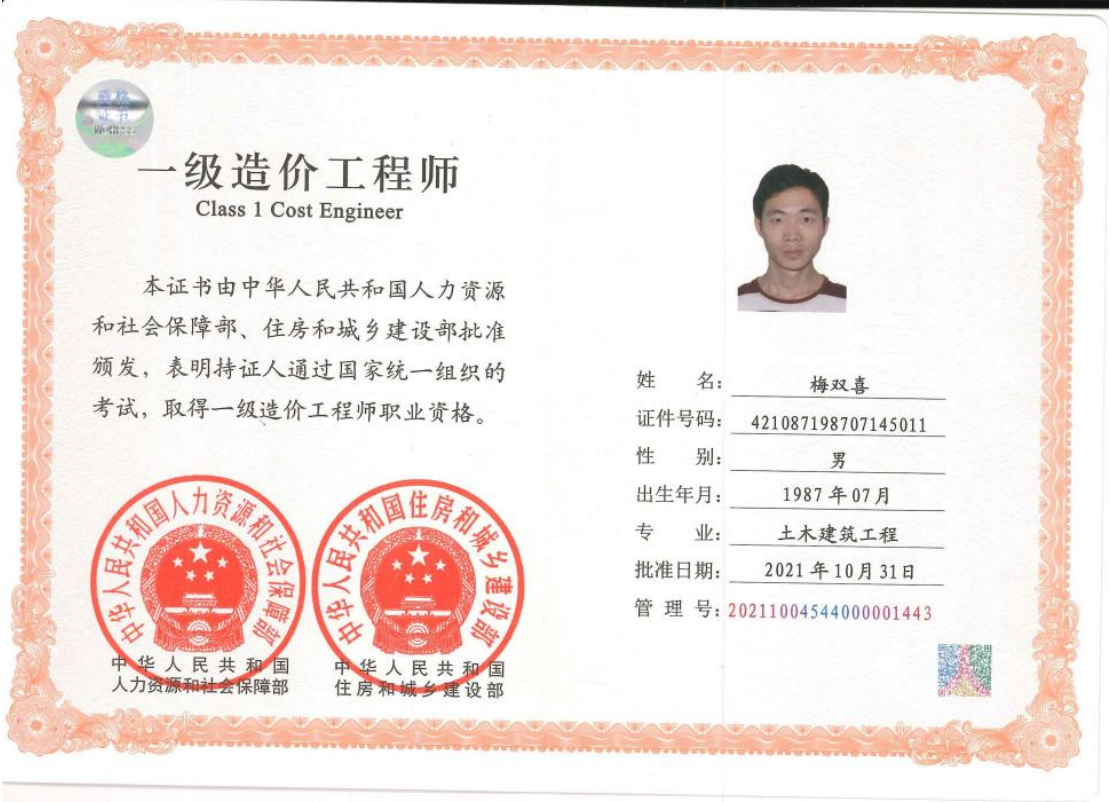 资格
证书
一级造价工程师
Class 1 Cost Engineer
本证书由中华人民共和国人力资源
和社会保障部、住房和城乡建设部批准
颁发，表明持证人通过国家统一组织的
考试，取得一级造价工程师职业资格。
中华人民共和国人力资源和社会保障部
中华人民共和国
人力资源和社会保障部
中华人民共和国住房和城乡建设部
中华人民共和国
住房和城乡建设部
姓 名：梅双喜
证件号码：421087198707145011
性 别：男
出生年月：1987年07月
专 业：土木建筑工程
批准日期：2021年10月31日
管 理 号：20211004544000001443